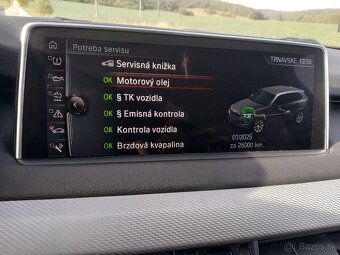 Potreba servisu
TRNAVSKE 13:55
Servisná knižka
OK Motorový olej
OK § TK vozidla
OK § Emisná kontrola
OK Kontrola vozidla
OK Brzdová kvapalina
01/2025
za 26000 km
Bazos.sk